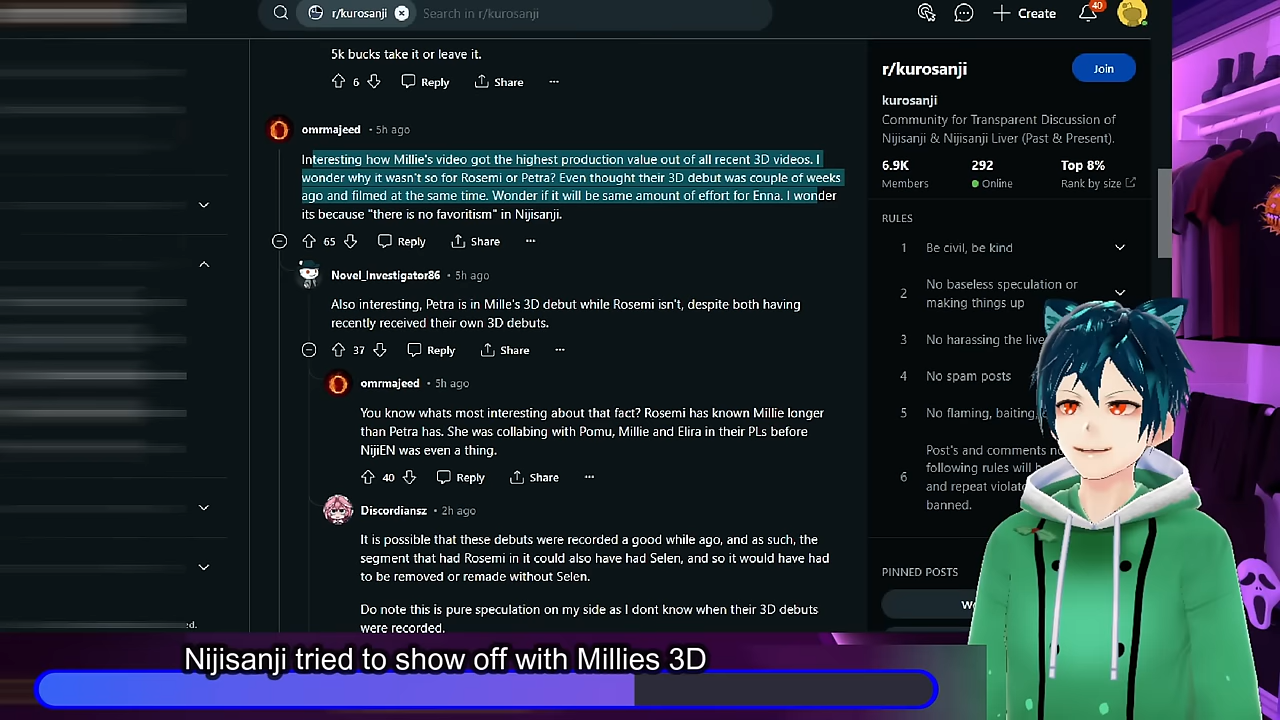 r/kurosanji
Search in r/kurosanji
Create
40
5k bucks take it or leave it.
6
Reply
Share
omrmajeed • 5h ago
Interesting how Millie's video got the highest production value out of all recent 3D videos. I
wonder why it wasn't so for Rosemi or Petra? Even thought their 3D debut was couple of weeks
ago and filmed at the same time. Wonder if it will be same amount of effort for Enna. I wonder
its because "there is no favoritism" in Nijisanji.
65
Reply
Share
Novel_Investigator86 • 5h ago
Also interesting, Petra is in Mille's 3D debut while Rosemi isn't, despite both having
recently received their own 3D debuts.
37
Reply
Share
omrmajeed • 5h ago
You know whats most interesting about that fact? Rosemi has known Millie longer
than Petra has. She was collabing with Pomu, Millie and Elira in their PLs before
NijiEN was even a thing.
40
Reply
Share
Discordiansz • 2h ago
It is possible that these debuts were recorded a good while ago, and as such, the
segment that had Rosemi in it could also have had Selen, and so it would have had
to be removed or remade without Selen.
Do note this is pure speculation on my side as I dont know when their 3D debuts
were recorded.
r/kurosanji
Join
kurosanji
Community for Transparent Discussion of
Nijisanji & Nijisanji Liver (Past & Present).
6.9K
292
Top 8%
Members
Online
Rank by size
RULES
1 Be civil, be kind
2 No baseless speculation or
making things up
3 No harassing the live
4 No spam posts
5 No flaming, baiting,
6 Post's and comments no
following rules will b
and repeat violato
banned.
PINNED POSTS
We
ed.
Nijisanji tried to show off with Millies 3D